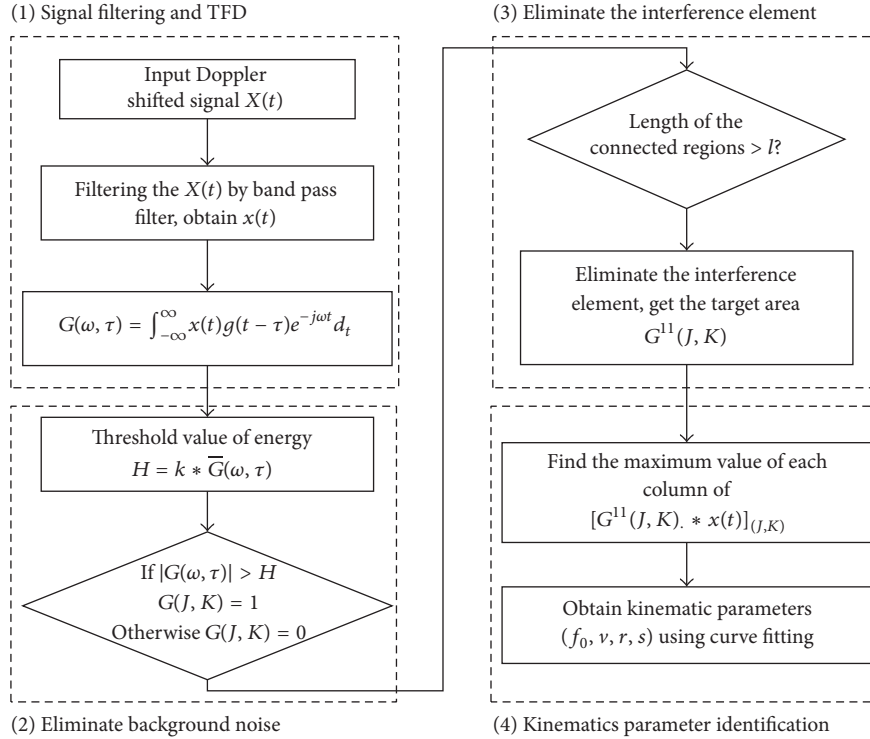 (1) Signal filtering and TFD
Input Doppler
shifted signal X(t)
Filtering the X(t) by band pass
filter, obtain x(t)
G(ω, τ) = ∫_{-∞}^{∞} x(t)g(t − τ)e^{−jωt} d_t
Threshold value of energy
H = k ∗ G̅(ω, τ)
If |G(ω, τ)| > H
G(J, K) = 1
Otherwise G(J, K) = 0
(2) Eliminate background noise
(3) Eliminate the interference element
Length of the
connected regions > l?
Eliminate the interference
element, get the target area
G^{11}(J, K)
Find the maximum value of each
column of
[G^{11}(J, K). ∗ x(t)]_{(J,K)}
Obtain kinematic parameters
(f_0, v, r, s) using curve fitting
(4) Kinematics parameter identification